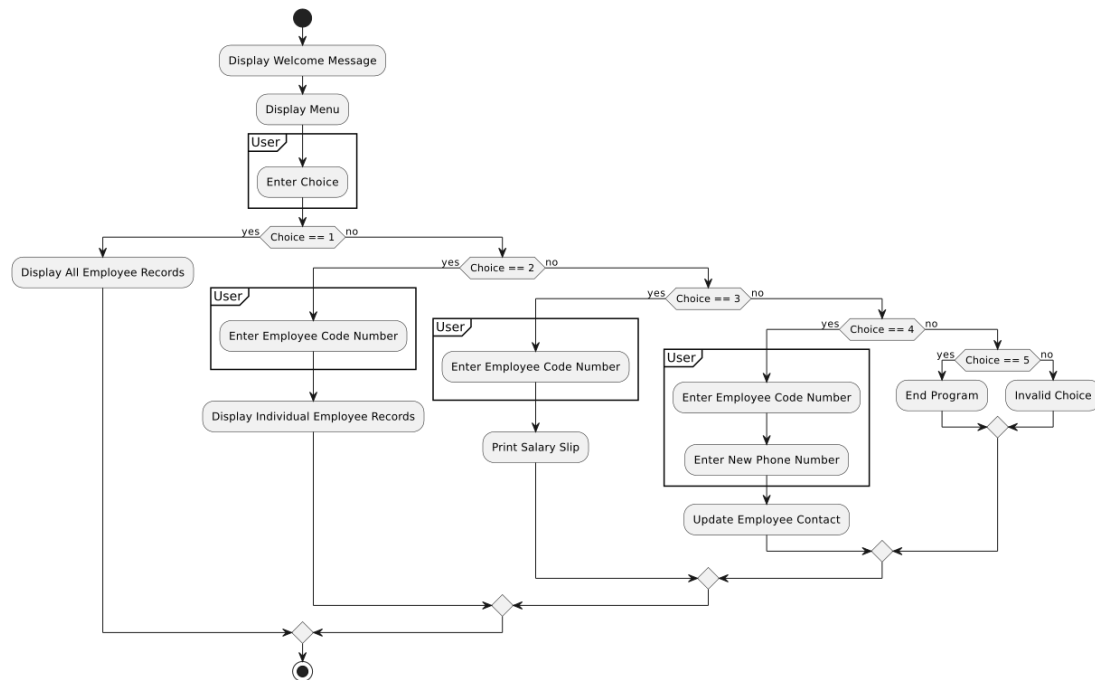 Display Welcome Message
Display Menu
User
Enter Choice
yes
Choice == 1
no
Display All Employee Records
yes
Choice == 2
no
User
Enter Employee Code Number
Display Individual Employee Records
yes
Choice == 3
no
User
Enter Employee Code Number
Print Salary Slip
yes
Choice == 4
no
User
Enter Employee Code Number
Enter New Phone Number
Update Employee Contact
yes
Choice == 5
no
End Program
Invalid Choice